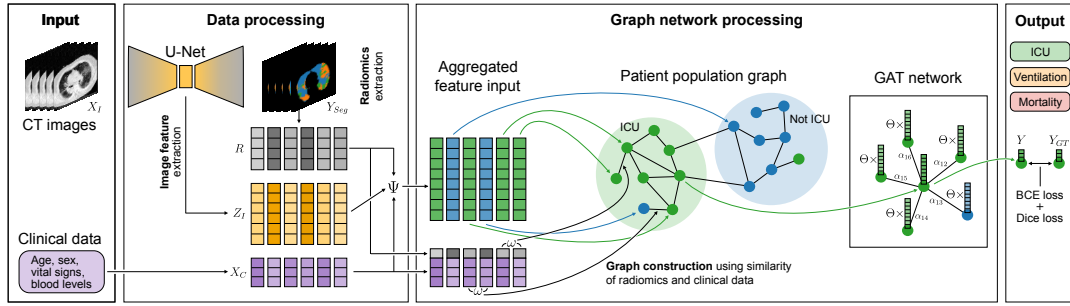 Input
Data processing
Graph network processing
Output
U-Net
X_I
CT images
Y_Seg
Radiomics
extraction
Image feature
extraction
R
Z_I
X_C
Ψ
Clinical data
Age, sex,
vital signs,
blood levels
Aggregated
feature input
Patient population graph
ICU
Not ICU
ω
ω
Graph construction using similarity
of radiomics and clinical data
GAT network
Θ×
Θ×
Θ×
Θ×
Θ×
α_16
α_12
α_15
α_13
α_14
ICU
Ventilation
Mortality
Y
Y_GT
BCE loss
+
Dice loss